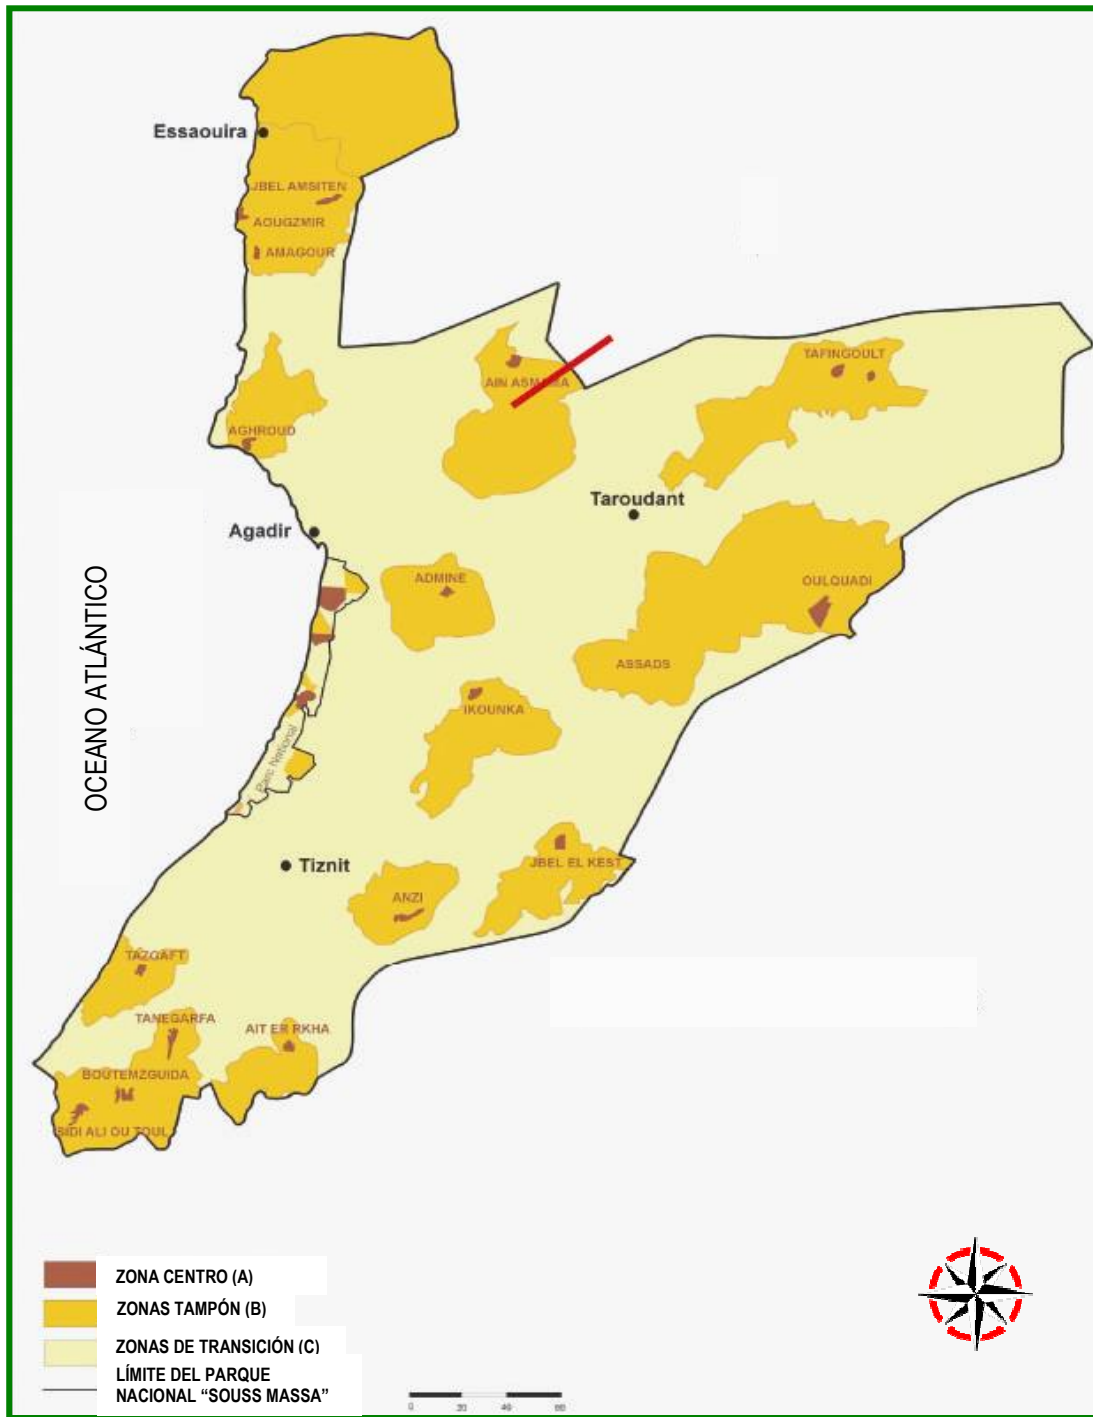 Essaouira
JBEL AMSITEN
AOUGZMIR
AMAGOUR
TAFINGOULT
AIN ASMAMA
AGHROUD
Taroudant
Agadir
ADMINE
OULQUADI
ASSADS
OCEANO ATLÁNTICO
IKOUNKA
Parc National
JBEL EL KEST
Tiznit
ANZI
TAZGAFT
TANEGARFA
AIT ER RKHA
BOUTEMZGUIDA
SIDI ALI OU TOUL
ZONA CENTRO (A)
ZONAS TAMPÓN (B)
ZONAS DE TRANSICIÓN (C)
LÍMITE DEL PARQUE
NACIONAL “SOUSS MASSA”
0 20 40 60